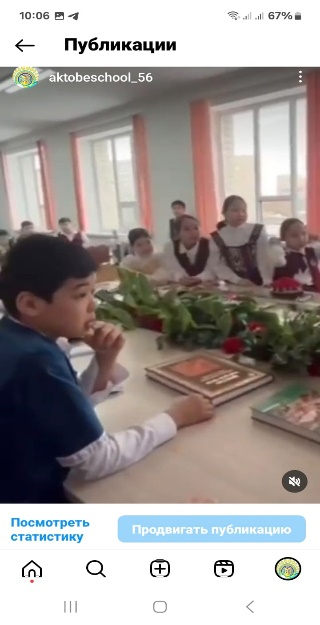 10:06
67%
Публикации
aktobeschool_56
Посмотреть
статистику
Продвигать публикацию